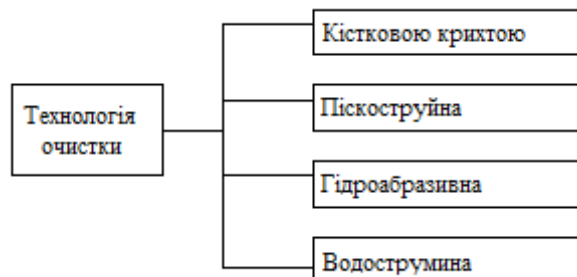 Кістковою крихтою
Піскоструйна
Технологія
очистки
Гідроабразивна
Водострумина